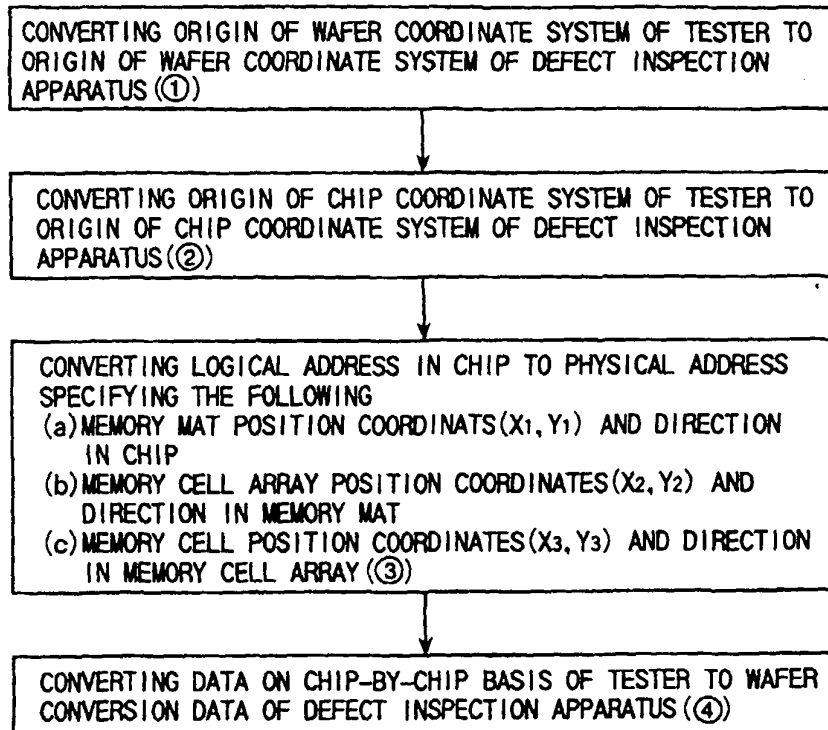 CONVERTING ORIGIN OF WAFER COORDINATE SYSTEM OF TESTER TO
ORIGIN OF WAFER COORDINATE SYSTEM OF DEFECT INSPECTION
APPARATUS(①)
CONVERTING ORIGIN OF CHIP COORDINATE SYSTEM OF TESTER TO
ORIGIN OF CHIP COORDINATE SYSTEM OF DEFECT INSPECTION
APPARATUS(②)
CONVERTING LOGICAL ADDRESS IN CHIP TO PHYSICAL ADDRESS
SPECIFYING THE FOLLOWING
(a)MEMORY MAT POSITION COORDINATS(X1, Y1) AND DIRECTION
IN CHIP
(b)MEMORY CELL ARRAY POSITION COORDINATES(X2, Y2) AND
DIRECTION IN MEMORY MAT
(c)MEMORY CELL POSITION COORDINATES(X3, Y3) AND DIRECTION
IN MEMORY CELL ARRAY(③)
CONVERTING DATA ON CHIP-BY-CHIP BASIS OF TESTER TO WAFER
CONVERSION DATA OF DEFECT INSPECTION APPARATUS(④)